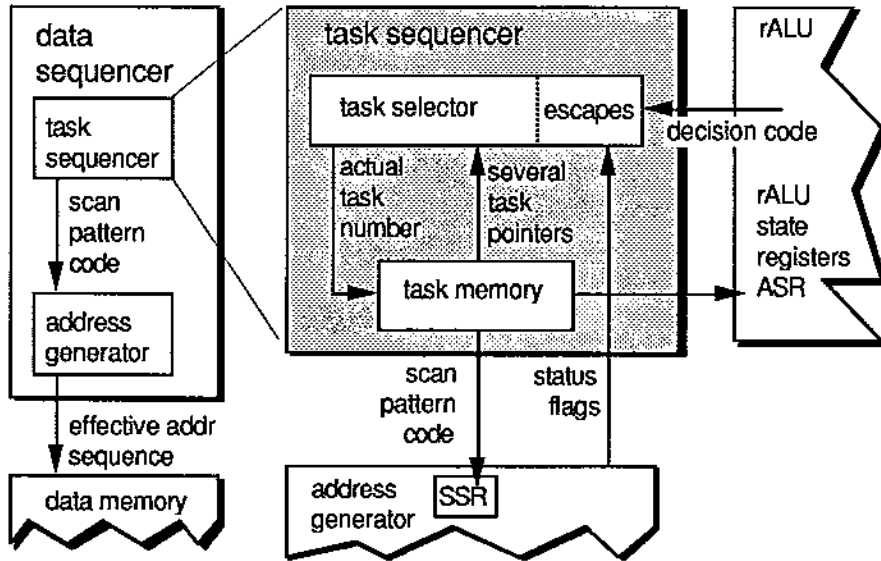 data
sequencer
task
sequencer
scan
pattern
code
address
generator
effective addr
sequence
data memory
task sequencer
task selector
escapes
actual
task
number
several
task
pointers
task memory
scan
pattern
code
status
flags
address
generator
SSR
rALU
decision code
rALU
state
registers
ASR